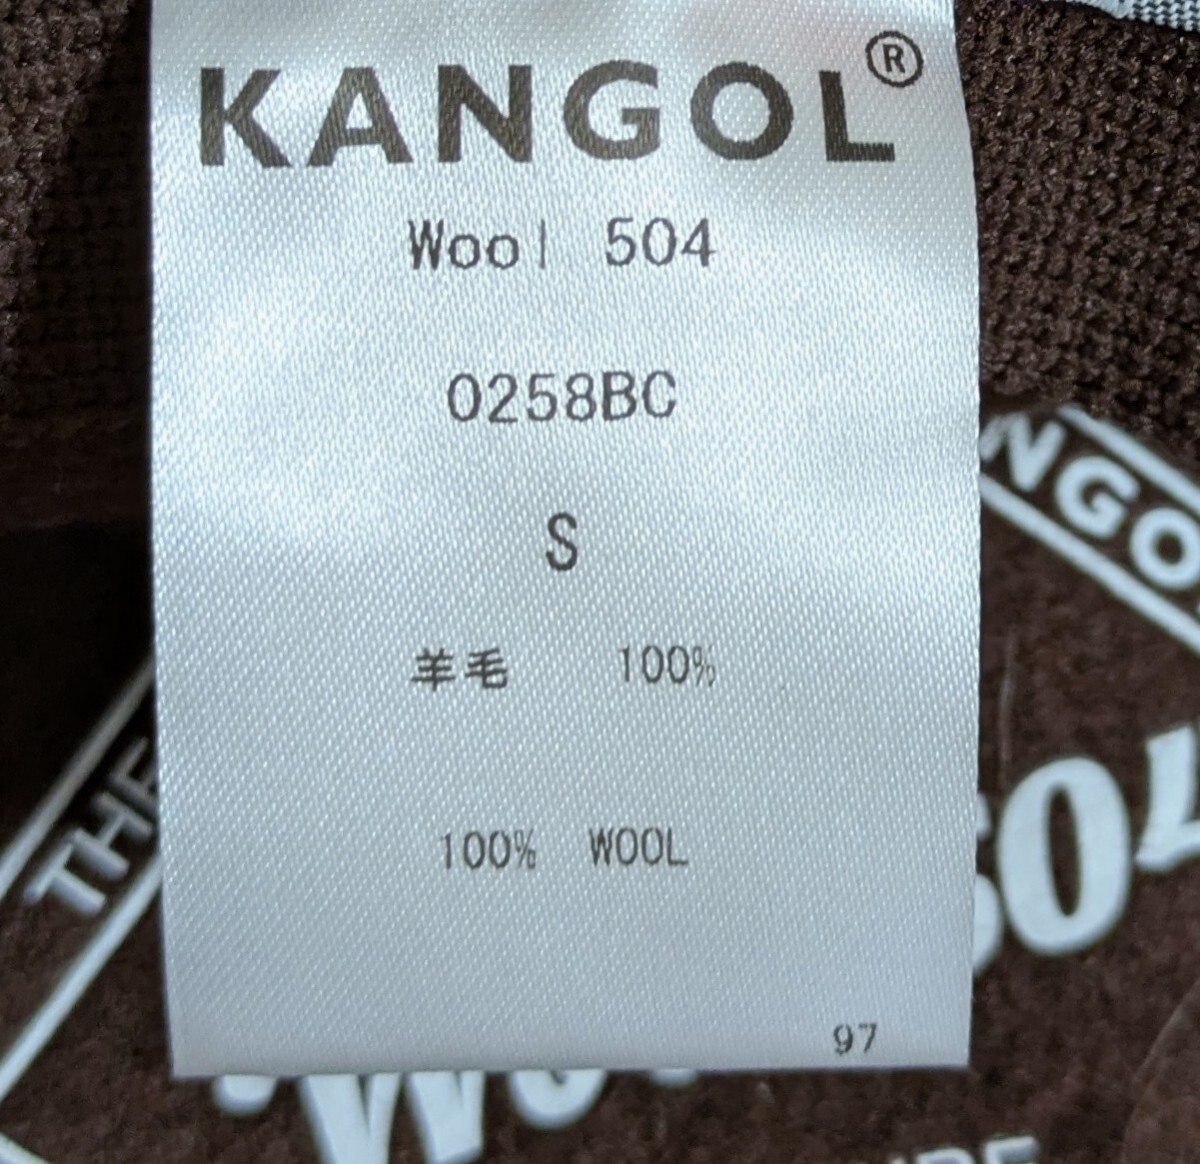 KANGOL®
Wool 504
0258BC
S
羊毛 100%
100% WOOL
97
NGO
THE
504